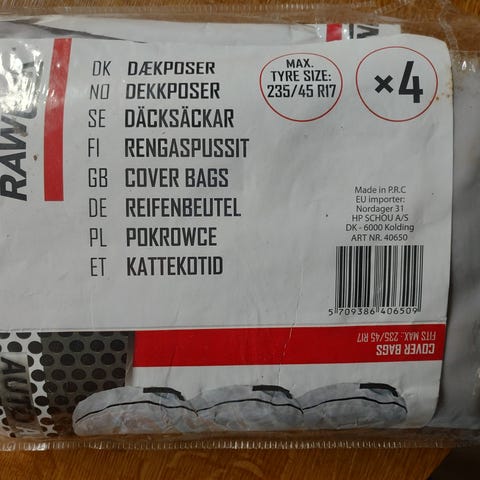 DK DÆKPOSER
NO DEKKPOSER
SE DÄCKSÄCKAR
FI RENGASPUSSIT
GB COVER BAGS
DE REIFENBEUTEL
PL POKROWCE
ET KATTEKOTID
MAX.
TYRE SIZE:
235/45 R17
×4
Made in P.R.C
EU importer:
Nordager 31
HP SCHOU A/S
DK - 6000 Kolding
ART NR. 40650
5 709386 406509
COVER BAGS
FITS MAX.: 235/45 R17
RAW
AUTO